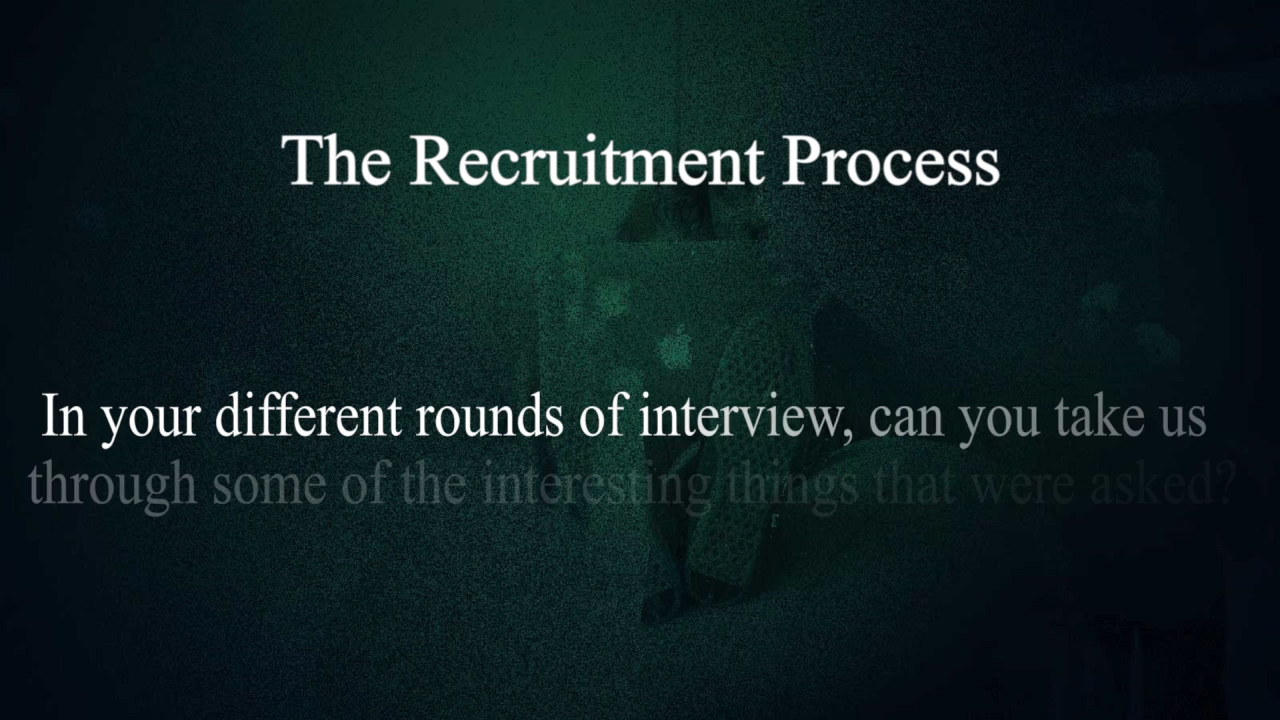 The Recruitment Process
In your different rounds of interview, can you take us
through some of the interesting things that were asked?